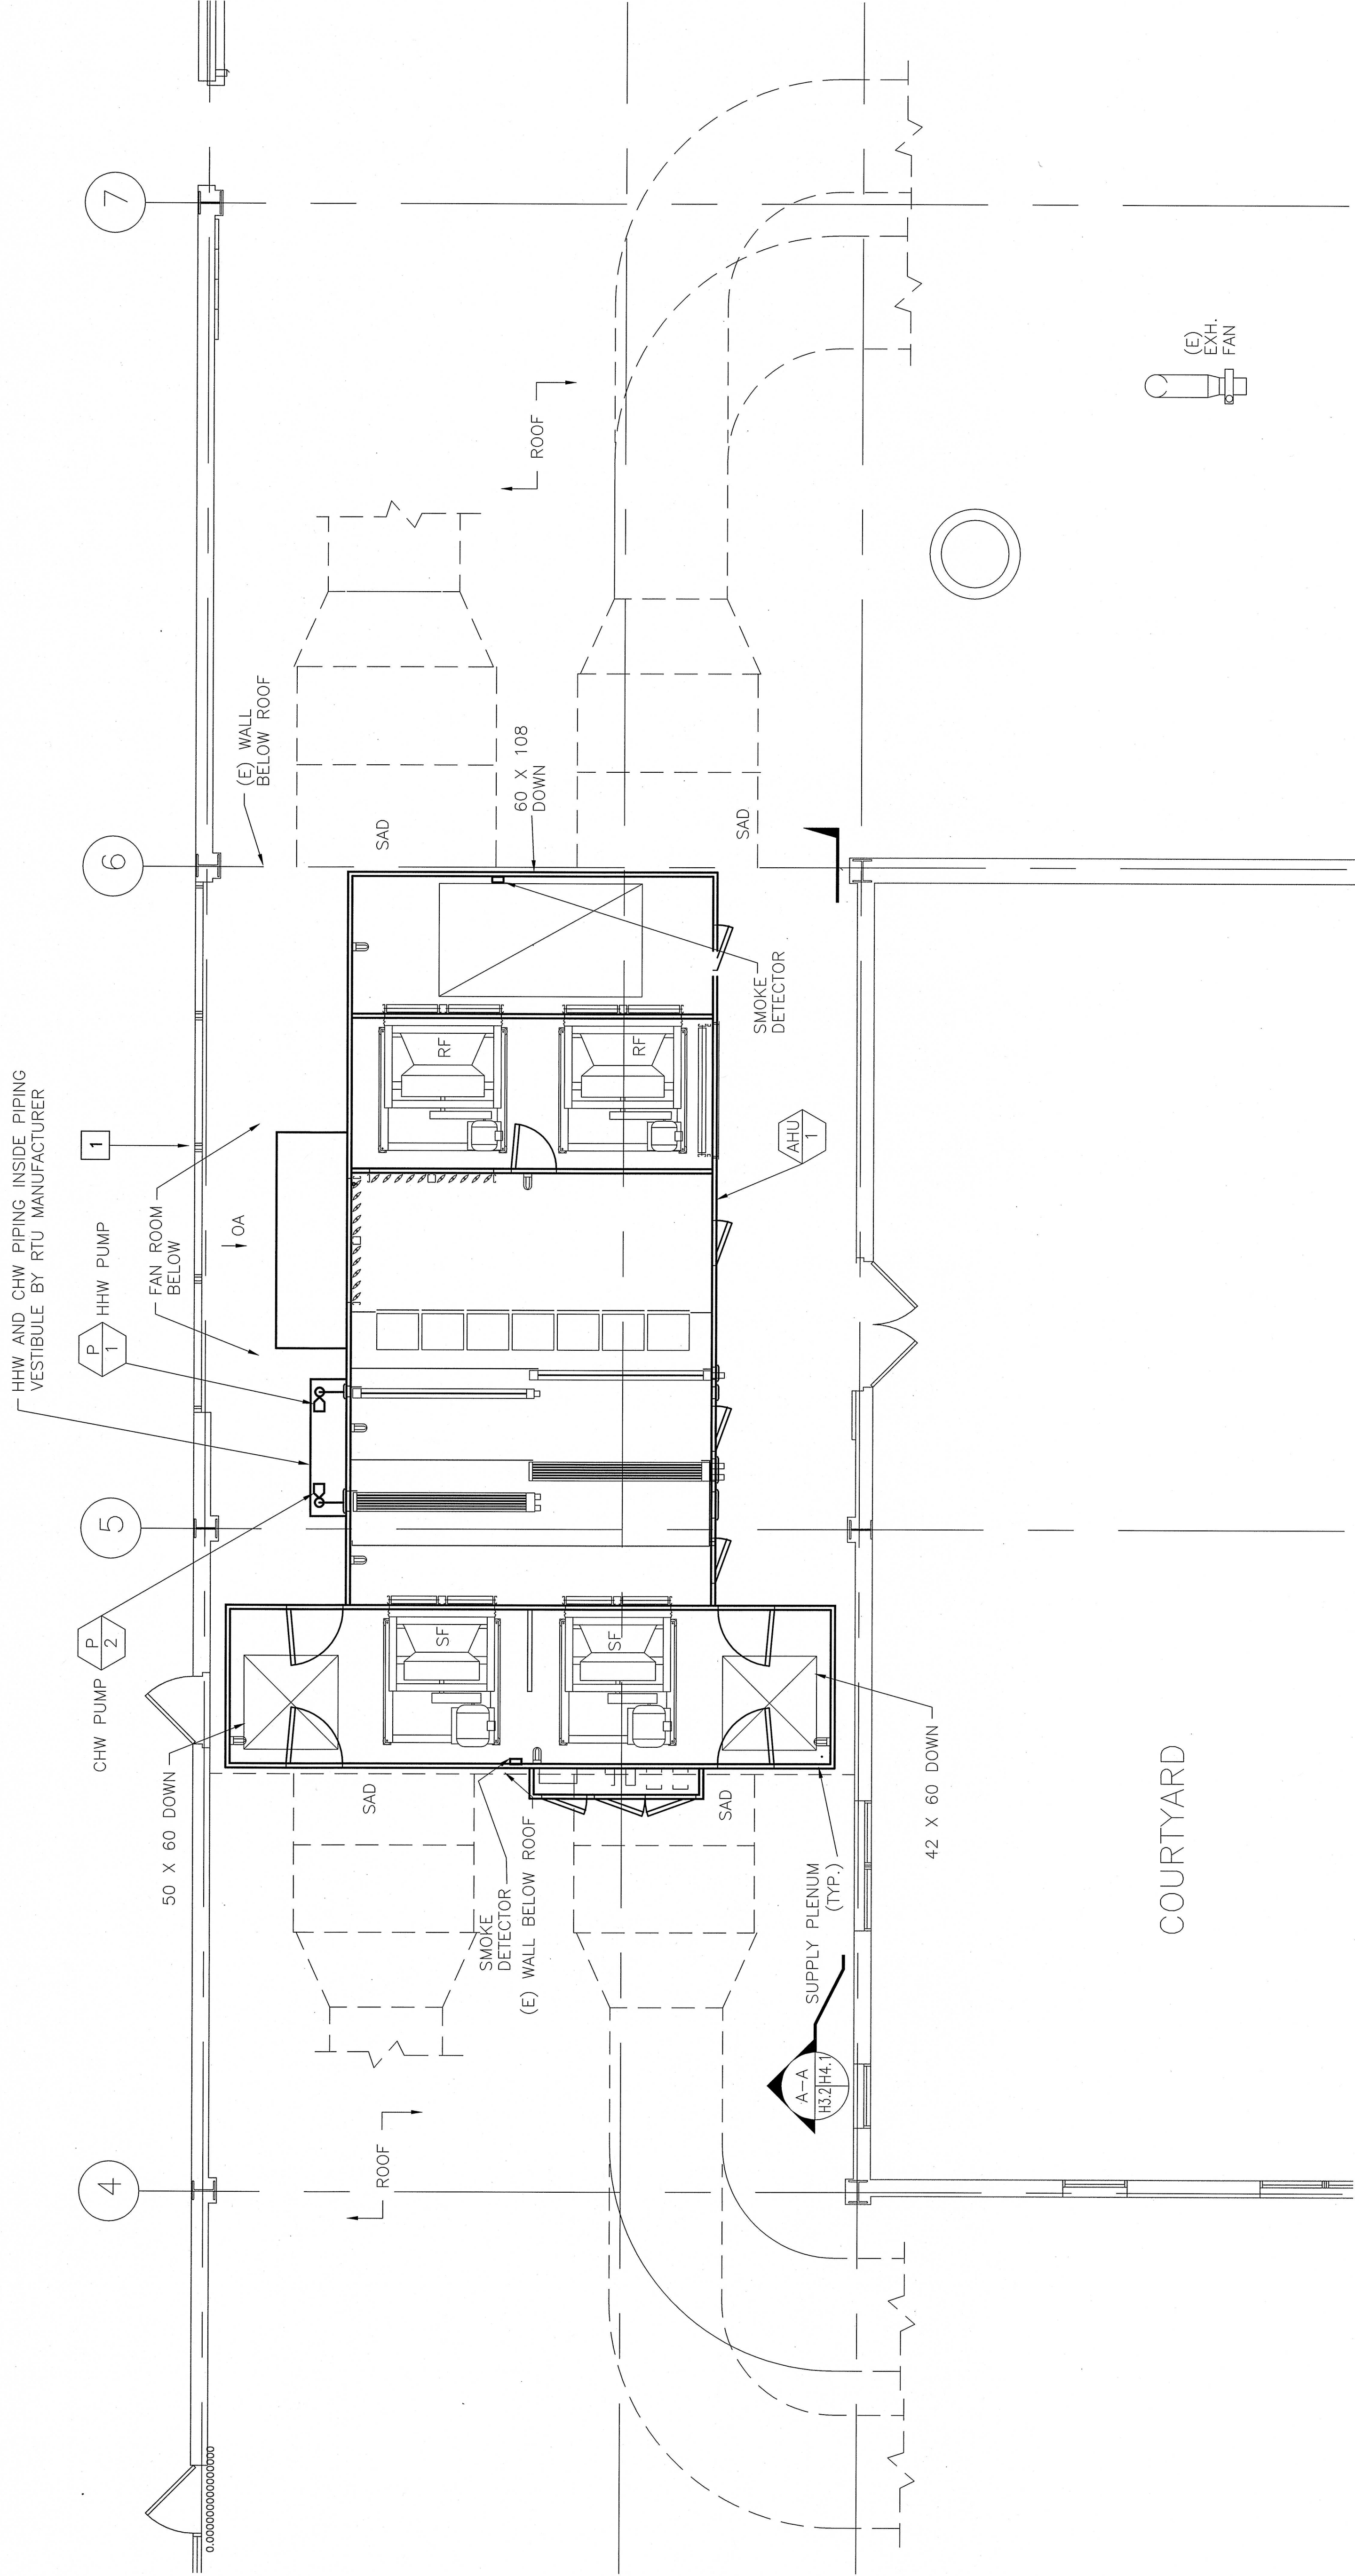 HHW AND CHW PIPING INSIDE PIPING
VESTIBULE BY RTU MANUFACTURER
4
5
6
7
CHW PUMP
P
2
P
1
HHW PUMP
1
50 X 60 DOWN
FAN ROOM
BELOW
OA
(E) WALL
BELOW ROOF
ROOF
SAD
SF
RF
SAD
SMOKE
DETECTOR
(E) WALL BELOW ROOF
60 X 108
DOWN
ROOF
SAD
SF
RF
SAD
SMOKE
DETECTOR
AHU
1
SUPPLY PLENUM
(TYP.)
A-A
H3.2
H4.1
42 X 60 DOWN
COURTYARD
(E)
EXH.
FAN